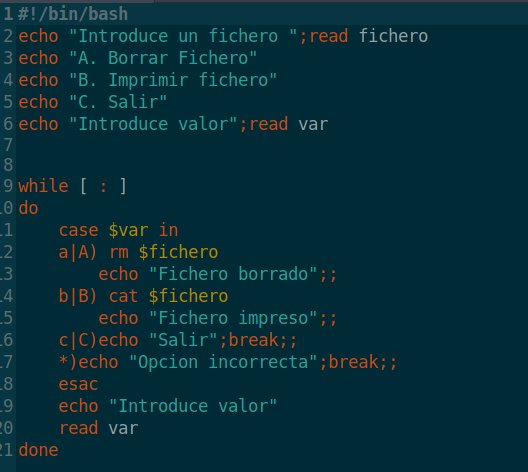 1 #!/bin/bash
2 echo "Introduce un fichero ";read fichero
3 echo "A. Borrar Fichero"
4 echo "B. Imprimir fichero"
5 echo "C. Salir"
6 echo "Introduce valor";read var
7
8
9 while [ : ]
10 do
11     case $var in
12     a|A) rm $fichero
13         echo "Fichero borrado";;
14     b|B) cat $fichero
15         echo "Fichero impreso";;
16     c|C)echo "Salir";break;;
17     *)echo "Opcion incorrecta";break;;
18     esac
19     echo "Introduce valor"
20     read var
21 done